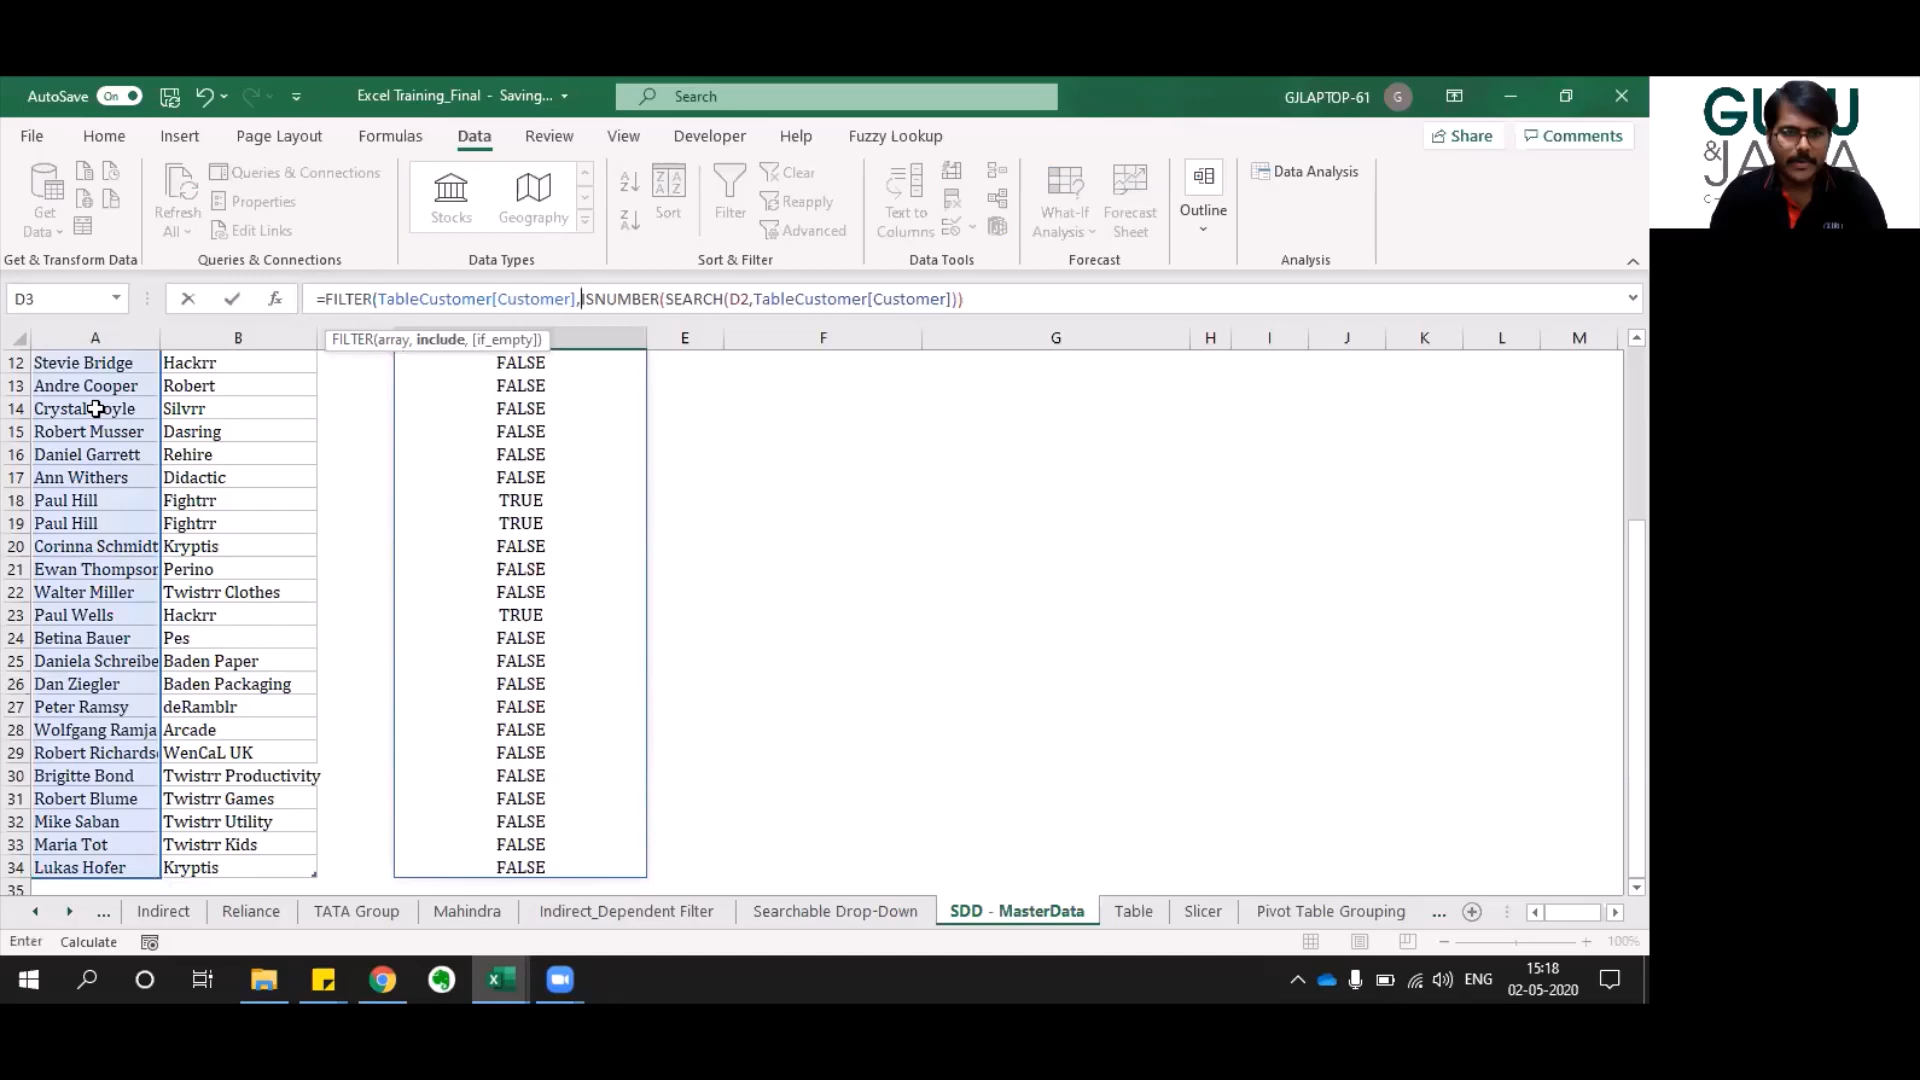 AutoSave On Excel Training_Final - Saving... Search GJLAPTOP-61 G
File Home Insert Page Layout Formulas Data Review View Developer Help Fuzzy Lookup Share Comments
Get Data
Refresh All
Queries & Connections
Properties
Edit Links
Stocks Geography
Sort
Filter
Clear
Reapply
Advanced
Text to Columns
What-If Analysis
Forecast Sheet
Outline
Data Analysis
Get & Transform Data Queries & Connections Data Types Sort & Filter Data Tools Forecast Analysis
D3 fx =FILTER(TableCustomer[Customer],ISNUMBER(SEARCH(D2,TableCustomer[Customer]))
FILTER(array, include, [if_empty])
A B E F G H I J K L M
12 Stevie Bridge Hackrr FALSE
13 Andre Cooper Robert FALSE
14 Crystal oyle Silvrr FALSE
15 Robert Musser Dasring FALSE
16 Daniel Garrett Rehire FALSE
17 Ann Withers Didactic FALSE
18 Paul Hill Fightrr TRUE
19 Paul Hill Fightrr TRUE
20 Corinna Schmidt Kryptis FALSE
21 Ewan Thompson Perino FALSE
22 Walter Miller Twistrr Clothes FALSE
23 Paul Wells Hackrr TRUE
24 Betina Bauer Pes FALSE
25 Daniela Schreibe Baden Paper FALSE
26 Dan Ziegler Baden Packaging FALSE
27 Peter Ramsy deRamblr FALSE
28 Wolfgang Ramja Arcade FALSE
29 Robert Richards WenCaL UK FALSE
30 Brigitte Bond Twistrr Productivity FALSE
31 Robert Blume Twistrr Games FALSE
32 Mike Saban Twistrr Utility FALSE
33 Maria Tot Twistrr Kids FALSE
34 Lukas Hofer Kryptis FALSE
35
... Indirect Reliance TATA Group Mahindra Indirect_Dependent Filter Searchable Drop-Down SDD - MasterData Table Slicer Pivot Table Grouping ...
Enter Calculate 100%
ENG
15:18
02-05-2020